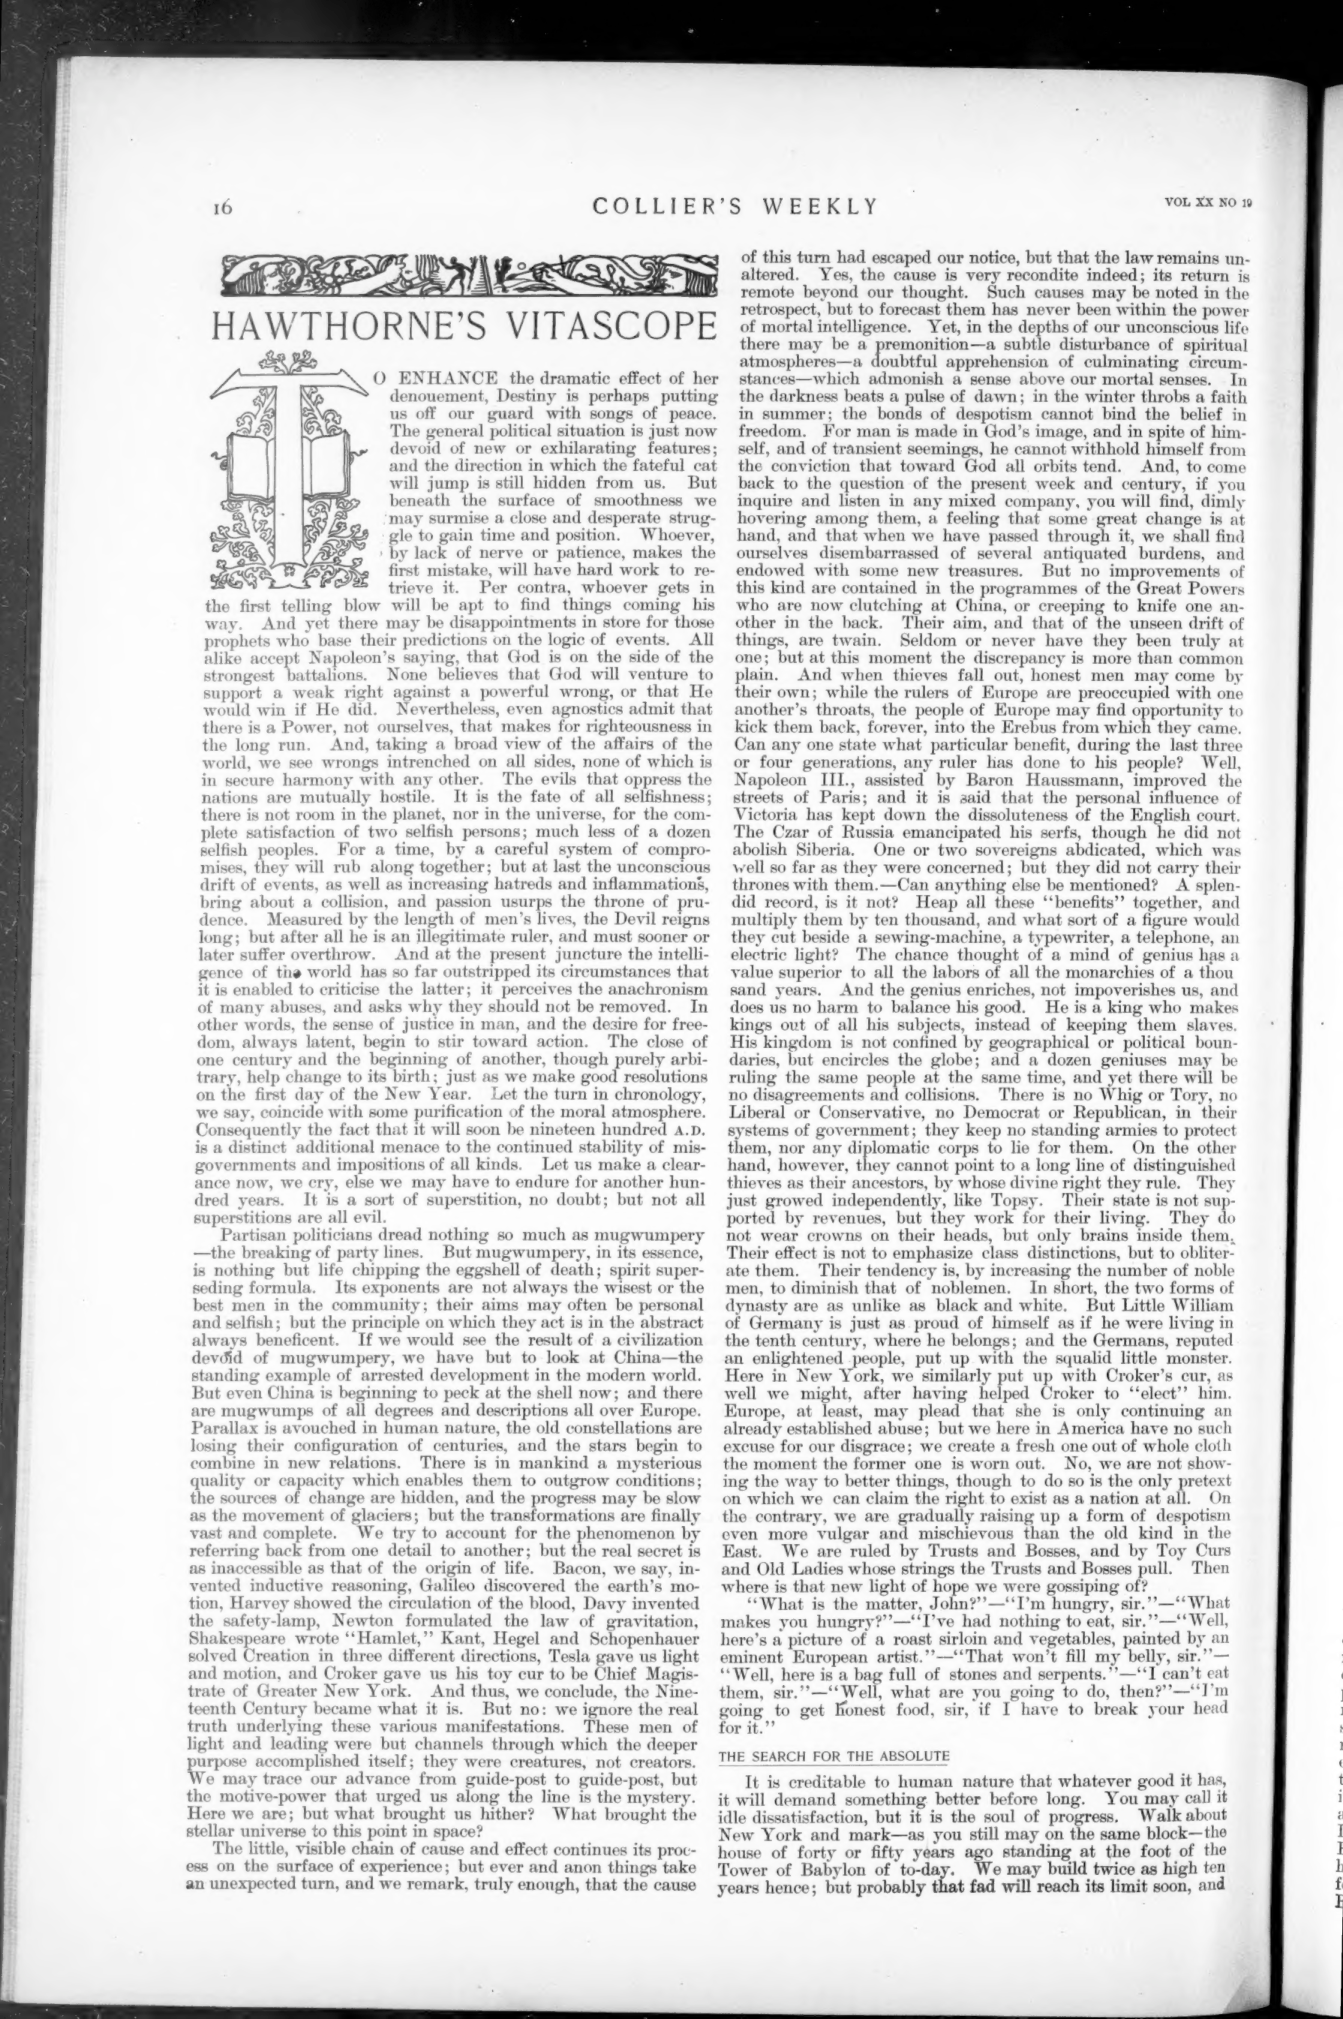 16
COLLIER'S WEEKLY
VOL XX NO 19
HAWTHORNE'S VITASCOPE
TO ENHANCE the dramatic effect of her
denouement, Destiny is perhaps putting
us off our guard with songs of peace.
The general political situation is just now
devoid of new or exhilarating features;
and the direction in which the fateful cat
will jump is still hidden from us. But
beneath the surface of smoothness we
may surmise a close and desperate strug-
gle to gain time and position. Whoever,
by lack of nerve or patience, makes the
first mistake, will have hard work to re-
trieve it. Per contra, whoever gets in
the first telling blow will be apt to find things coming his
way. And yet there may be disappointments in store for those
prophets who base their predictions on the logic of events. All
alike accept Napoleon's saying, that God is on the side of the
strongest battalions. None believes that God will venture to
support a weak right against a powerful wrong, or that He
would win if He did. Nevertheless, even agnostics admit that
there is a Power, not ourselves, that makes for righteousness in
the long run. And, taking a broad view of the affairs of the
world, we see wrongs intrenched on all sides, none of which is
in secure harmony with any other. The evils that oppress the
nations are mutually hostile. It is the fate of all selfishness;
there is not room in the planet, nor in the universe, for the com-
plete satisfaction of two selfish persons; much less of a dozen
selfish peoples. For a time, by a careful system of compro-
mises, they will rub along together; but at last the unconscious
drift of events, as well as increasing hatreds and inflammations,
bring about a collision, and passion usurps the throne of pru-
dence. Measured by the length of men's lives, the Devil reigns
long; but after all he is an illegitimate ruler, and must sooner or
later suffer overthrow. And at the present juncture the intelli-
gence of the world has so far outstripped its circumstances that
it is enabled to criticise the latter; it perceives the anachronism
of many abuses, and asks why they should not be removed. In
other words, the sense of justice in man, and the desire for free-
dom, always latent, begin to stir toward action. The close of
one century and the beginning of another, though purely arbi-
trary, help change to its birth; just as we make good resolutions
on the first day of the New Year. Let the turn in chronology,
we say, coincide with some purification of the moral atmosphere.
Consequently the fact that it will soon be nineteen hundred A.D.
is a distinct additional menace to the continued stability of mis-
governments and impositions of all kinds. Let us make a clear-
ance now, we cry, else we may have to endure for another hun-
dred years. It is a sort of superstition, no doubt; but not all
superstitions are all evil.
Partisan politicians dread nothing so much as mugwumpery
—the breaking of party lines. But mugwumpery, in its essence,
is nothing but life chipping the eggshell of death; spirit super-
seding formula. Its exponents are not always the wisest or the
best men in the community; their aims may often be personal
and selfish; but the principle on which they act is in the abstract
always beneficent. If we would see the result of a civilization
devoid of mugwumpery, we have but to look at China—the
standing example of arrested development in the modern world.
But even China is beginning to peck at the shell now; and there
are mugwumps of all degrees and descriptions all over Europe.
Parallax is avouched in human nature, the old constellations are
losing their configuration of centuries, and the stars begin to
combine in new relations. There is in mankind a mysterious
quality or capacity which enables them to outgrow conditions;
the sources of change are hidden, and the progress may be slow
as the movement of glaciers; but the transformations are finally
vast and complete. We try to account for the phenomenon by
referring back from one detail to another; but the real secret is
as inaccessible as that of the origin of life. Bacon, we say, in-
vented inductive reasoning, Galileo discovered the earth's mo-
tion, Harvey showed the circulation of the blood, Davy invented
the safety-lamp, Newton formulated the law of gravitation,
Shakespeare wrote "Hamlet," Kant, Hegel and Schopenhauer
solved Creation in three different directions, Tesla gave us light
and motion, and Croker gave us his toy cur to be Chief Magis-
trate of Greater New York. And thus, we conclude, the Nine-
teenth Century became what it is. But no: we ignore the real
truth underlying these various manifestations. These men of
light and leading were but channels through which the deeper
purpose accomplished itself; they were creatures, not creators.
We may trace our advance from guide-post to guide-post, but
the motive-power that urged us along the line is the mystery.
Here we are; but what brought us hither? What brought the
stellar universe to this point in space?
The little, visible chain of cause and effect continues its proc-
ess on the surface of experience; but ever and anon things take
an unexpected turn, and we remark, truly enough, that the cause
of this turn had escaped our notice, but that the law remains un-
altered. Yes, the cause is very recondite indeed; its return is
remote beyond our thought. Such causes may be noted in the
retrospect, but to forecast them has never been within the power
of mortal intelligence. Yet, in the depths of our unconscious life
there may be a premonition—a subtle disturbance of spiritual
atmospheres—a doubtful apprehension of culminating circum-
stances—which admonish a sense above our mortal senses. In
the darkness beats a pulse of dawn; in the winter throbs a faith
in summer; the bonds of despotism cannot bind the belief in
freedom. For man is made in God's image, and in spite of him-
self, and of transient seemings, he cannot withhold himself from
the conviction that toward God all orbits tend. And, to come
back to the question of the present week and century, if you
inquire and listen in any mixed company, you will find, dimly
hovering among them, a feeling that some great change is at
hand, and that when we have passed through it, we shall find
ourselves disembarrassed of several antiquated burdens, and
endowed with some new treasures. But no improvements of
this kind are contained in the programmes of the Great Powers
who are now clutching at China, or creeping to knife one an-
other in the back. Their aim, and that of the unseen drift of
things, are twain. Seldom or never have they been truly at
one; but at this moment the discrepancy is more than common
plain. And when thieves fall out, honest men may come by
their own; while the rulers of Europe are preoccupied with one
another's throats, the people of Europe may find opportunity to
kick them back, forever, into the Erebus from which they came.
Can any one state what particular benefit, during the last three
or four generations, any ruler has done to his people? Well,
Napoleon III., assisted by Baron Haussmann, improved the
streets of Paris; and it is said that the personal influence of
Victoria has kept down the dissoluteness of the English court.
The Czar of Russia emancipated his serfs, though he did not
abolish Siberia. One or two sovereigns abdicated, which was
well so far as they were concerned; but they did not carry their
thrones with them.—Can anything else be mentioned? A splen-
did record, is it not? Heap all these "benefits" together, and
multiply them by ten thousand, and what sort of a figure would
they cut beside a sewing-machine, a typewriter, a telephone, an
electric light? The chance thought of a mind of genius has a
value superior to all the labors of all the monarchies of a thou
sand years. And the genius enriches, not impoverishes us, and
does us no harm to balance his good. He is a king who makes
kings out of all his subjects, instead of keeping them slaves.
His kingdom is not confined by geographical or political boun-
daries, but encircles the globe; and a dozen geniuses may be
ruling the same people at the same time, and yet there will be
no disagreements and collisions. There is no Whig or Tory, no
Liberal or Conservative, no Democrat or Republican, in their
systems of government; they keep no standing armies to protect
them, nor any diplomatic corps to lie for them. On the other
hand, however, they cannot point to a long line of distinguished
thieves as their ancestors, by whose divine right they rule. They
just growed independently, like Topsy. Their state is not sup-
ported by revenues, but they work for their living. They do
not wear crowns on their heads, but only brains inside them.
Their effect is not to emphasize class distinctions, but to obliter-
ate them. Their tendency is, by increasing the number of noble
men, to diminish that of noblemen. In short, the two forms of
dynasty are as unlike as black and white. But Little William
of Germany is just as proud of himself as if he were living in
the tenth century, where he belongs; and the Germans, reputed
an enlightened people, put up with the squalid little monster.
Here in New York, we similarly put up with Croker's cur, as
well we might, after having helped Croker to "elect" him.
Europe, at least, may plead that she is only continuing an
already established abuse; but we here in America have no such
excuse for our disgrace; we create a fresh one out of whole cloth
the moment the former one is worn out. No, we are not show-
ing the way to better things, though to do so is the only pretext
on which we can claim the right to exist as a nation at all. On
the contrary, we are gradually raising up a form of despotism
even more vulgar and mischievous than the old kind in the
East. We are ruled by Trusts and Bosses, and by Toy Curs
and Old Ladies whose strings the Trusts and Bosses pull. Then
where is that new light of hope we were gossiping of?
"What is the matter, John?"—"I'm hungry, sir."—"What
makes you hungry?"—"I've had nothing to eat, sir."—"Well,
here's a picture of a roast sirloin and vegetables, painted by an
eminent European artist."—"That won't fill my belly, sir."—
"Well, here is a bag full of stones and serpents."—"I can't eat
them, sir."—"Well, what are you going to do, then?"—"I'm
going to get honest food, sir, if I have to break your head
for it."
THE SEARCH FOR THE ABSOLUTE
It is creditable to human nature that whatever good it has,
it will demand something better before long. You may call it
idle dissatisfaction, but it is the soul of progress. Walk about
New York and mark—as you still may on the same block—the
house of forty or fifty years ago standing at the foot of the
Tower of Babylon of to-day. We may build twice as high ten
years hence; but probably that fad will reach its limit soon, and